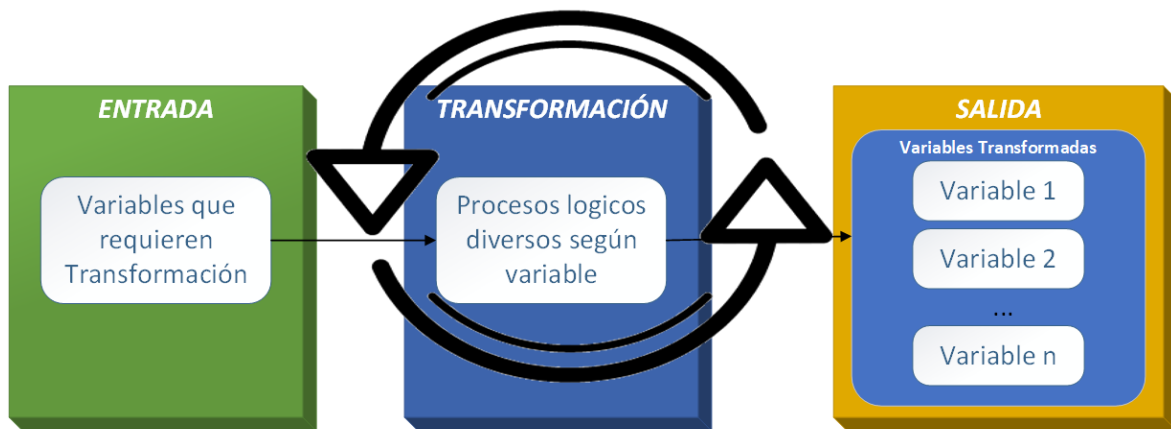 ENTRADA
Variables que
requieren
Transformación
TRANSFORMACIÓN
Procesos logicos
diversos según
variable
SALIDA
Variables Transformadas
Variable 1
Variable 2
...
Variable n